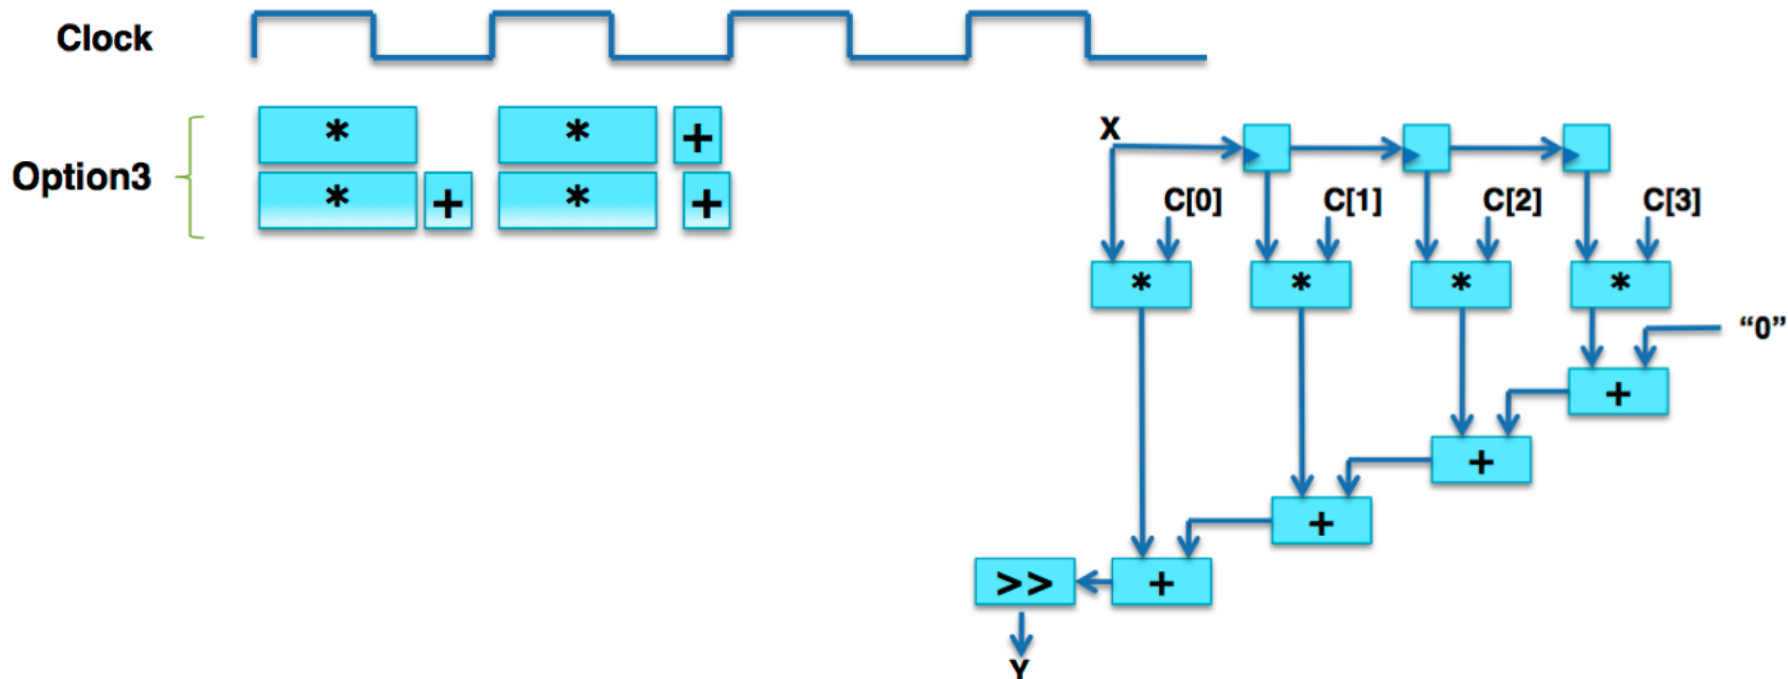 Clock
Option3
* * +
* + * +
X
C[0] C[1] C[2] C[3]
* * * *
“0”
+
+
+
>> +
Y